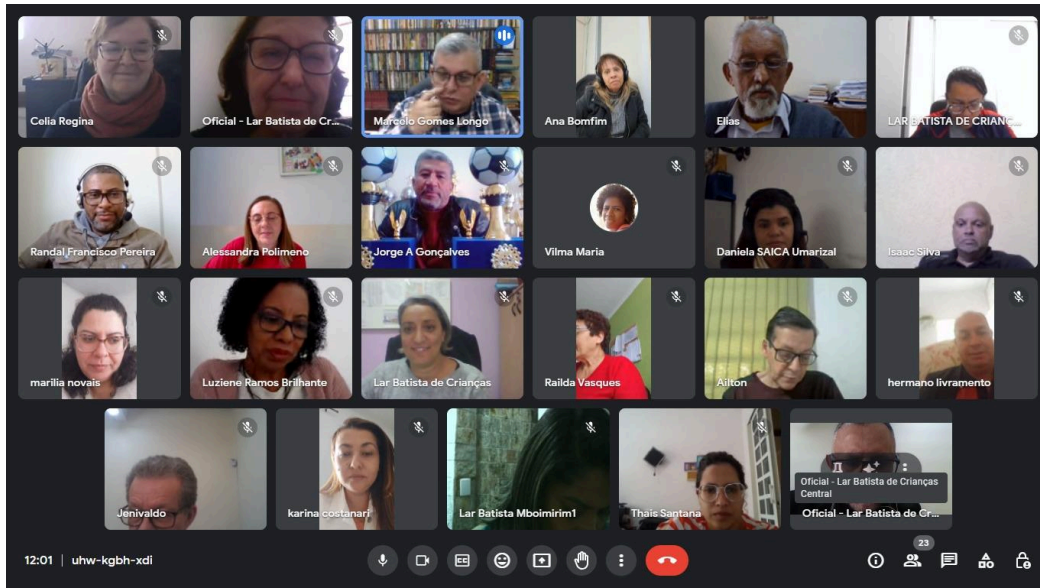 Celia Regina
Oficial - Lar Batista de Cr...
Marcelo Gomes Longo
Ana Bomfim
Elias
LAR BATISTA DE CRIANÇ...
Randal Francisco Pereira
Alessandra Polimeno
Jorge A Gonçalves
Vilma Maria
Daniela SAICA Umarizal
Isaac Silva
marilia novais
Luziene Ramos Brilhante
Lar Batista de Crianças
Railda Vasques
Ailton
hermano livramento
Jenivaldo
karina costanari
Lar Batista Mboimirim1
Thais Santana
Oficial - Lar Batista de Crianças
Central
Oficial - Lar Batista de Cr...
12:01 | uhw-kgbh-xdi
23